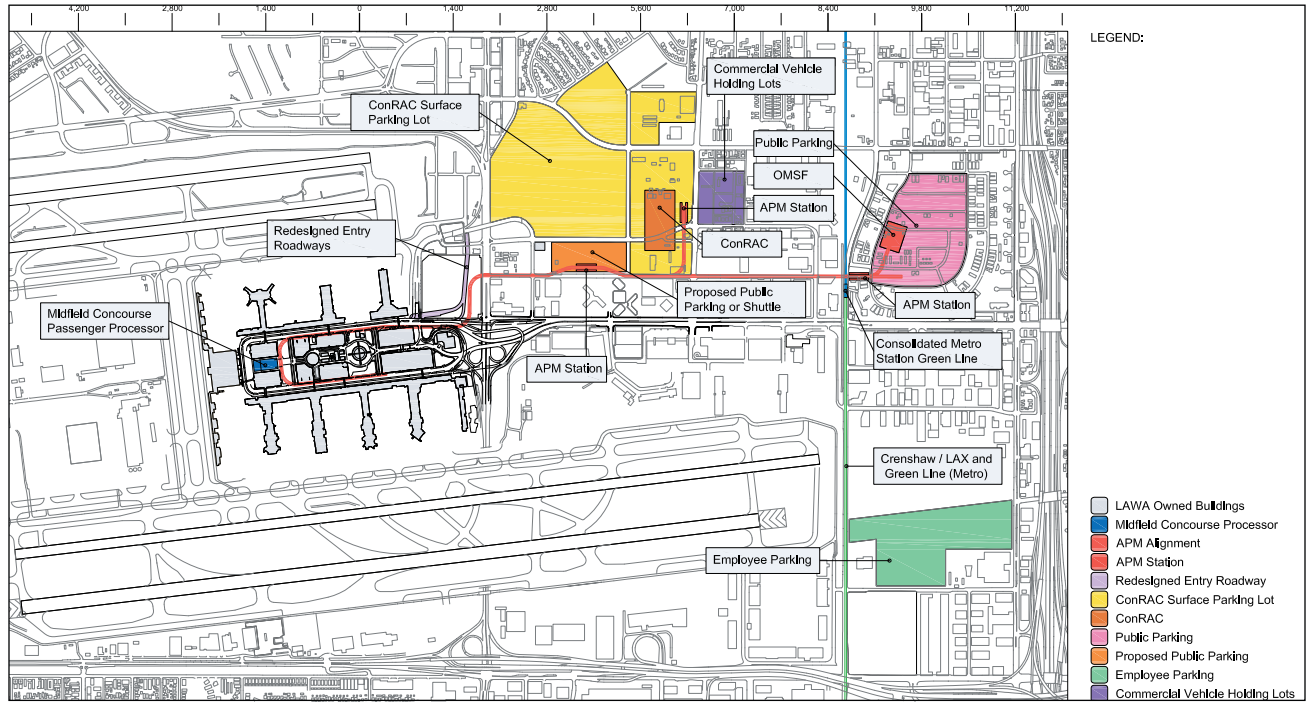 4,200 2,800 1,400 0 1,400 2,800 4,200 5,600 7,000 8,400 9,800 11,200
LEGEND:
Commercial Vehicle
Holding Lots
ConRAC Surface
Parking Lot
Public Parking
OMSF
APM Station
Redesigned Entry
Roadways
ConRAC
Proposed Public
Parking or Shuttle
APM Station
Midfield Concourse
Passenger Processor
Consolidated Metro
Station Green Line
APM Station
Crenshaw / LAX and
Green Line (Metro)
Employee Parking
LAWA Owned Buildings
Midfield Concourse Processor
APM Alignment
APM Station
Redesigned Entry Roadway
ConRAC Surface Parking Lot
ConRAC
Public Parking
Proposed Public Parking
Employee Parking
Commercial Vehicle Holding Lots